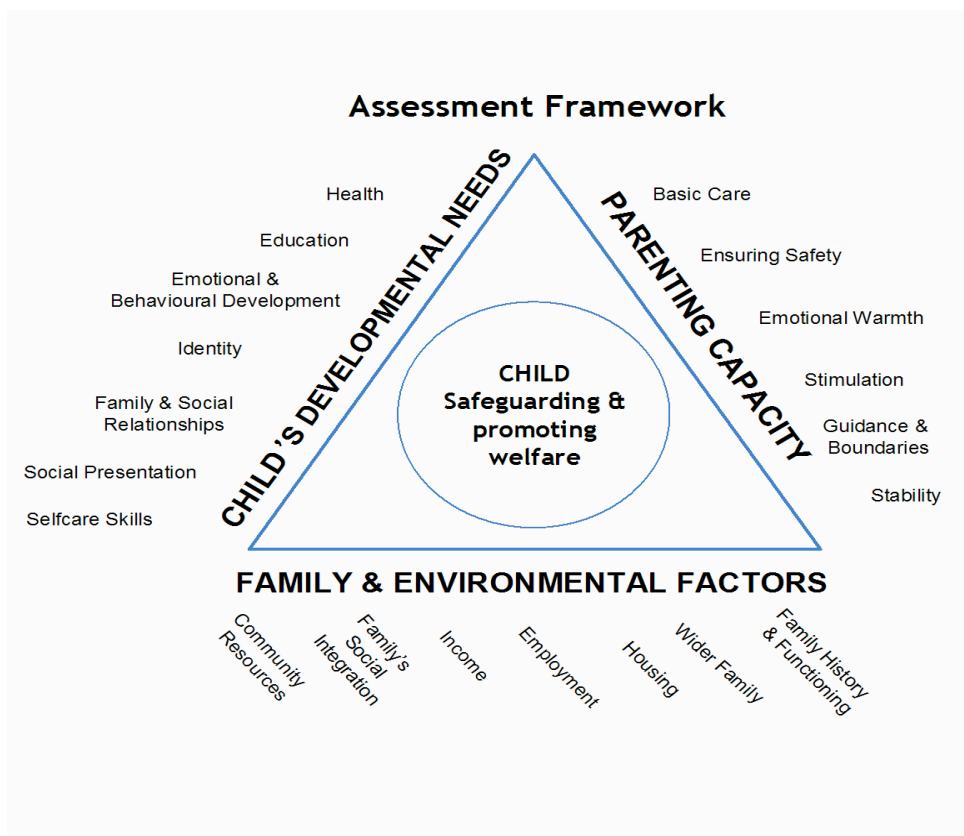 Assessment Framework
CHILD'S DEVELOPMENTAL NEEDS
Health
Education
Emotional &
Behavioural Development
Identity
Family & Social
Relationships
Social Presentation
Selfcare Skills
PARENTING CAPACITY
Basic Care
Ensuring Safety
Emotional Warmth
Stimulation
Guidance &
Boundaries
Stability
CHILD
Safeguarding &
promoting
welfare
FAMILY & ENVIRONMENTAL FACTORS
Community
Resources
Family's
Social
Integration
Income
Employment
Housing
Wider Family
Family History
& Functioning